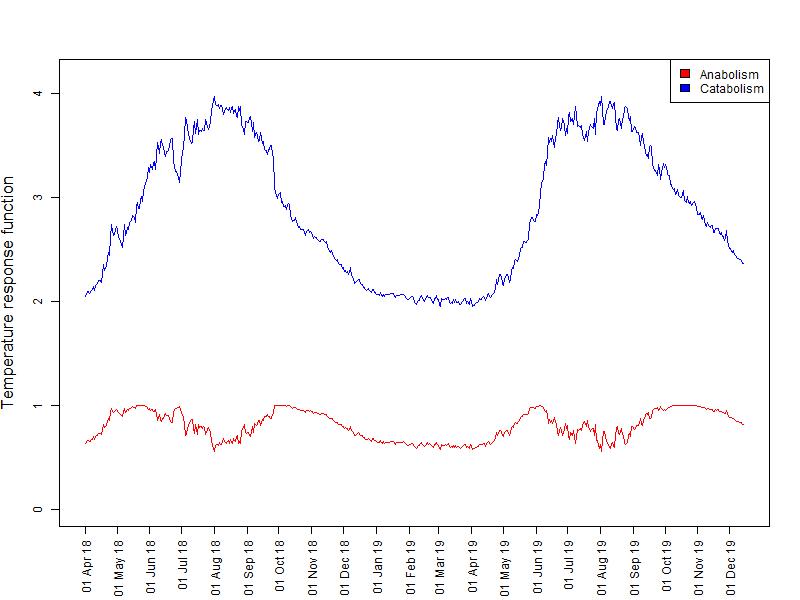 Anabolism
Catabolism
Temperature response function
4
3
2
1
0
01 Apr 18
01 May 18
01 Jun 18
01 Jul 18
01 Aug 18
01 Sep 18
01 Oct 18
01 Nov 18
01 Dec 18
01 Jan 19
01 Feb 19
01 Mar 19
01 Apr 19
01 May 19
01 Jun 19
01 Jul 19
01 Aug 19
01 Sep 19
01 Oct 19
01 Nov 19
01 Dec 19